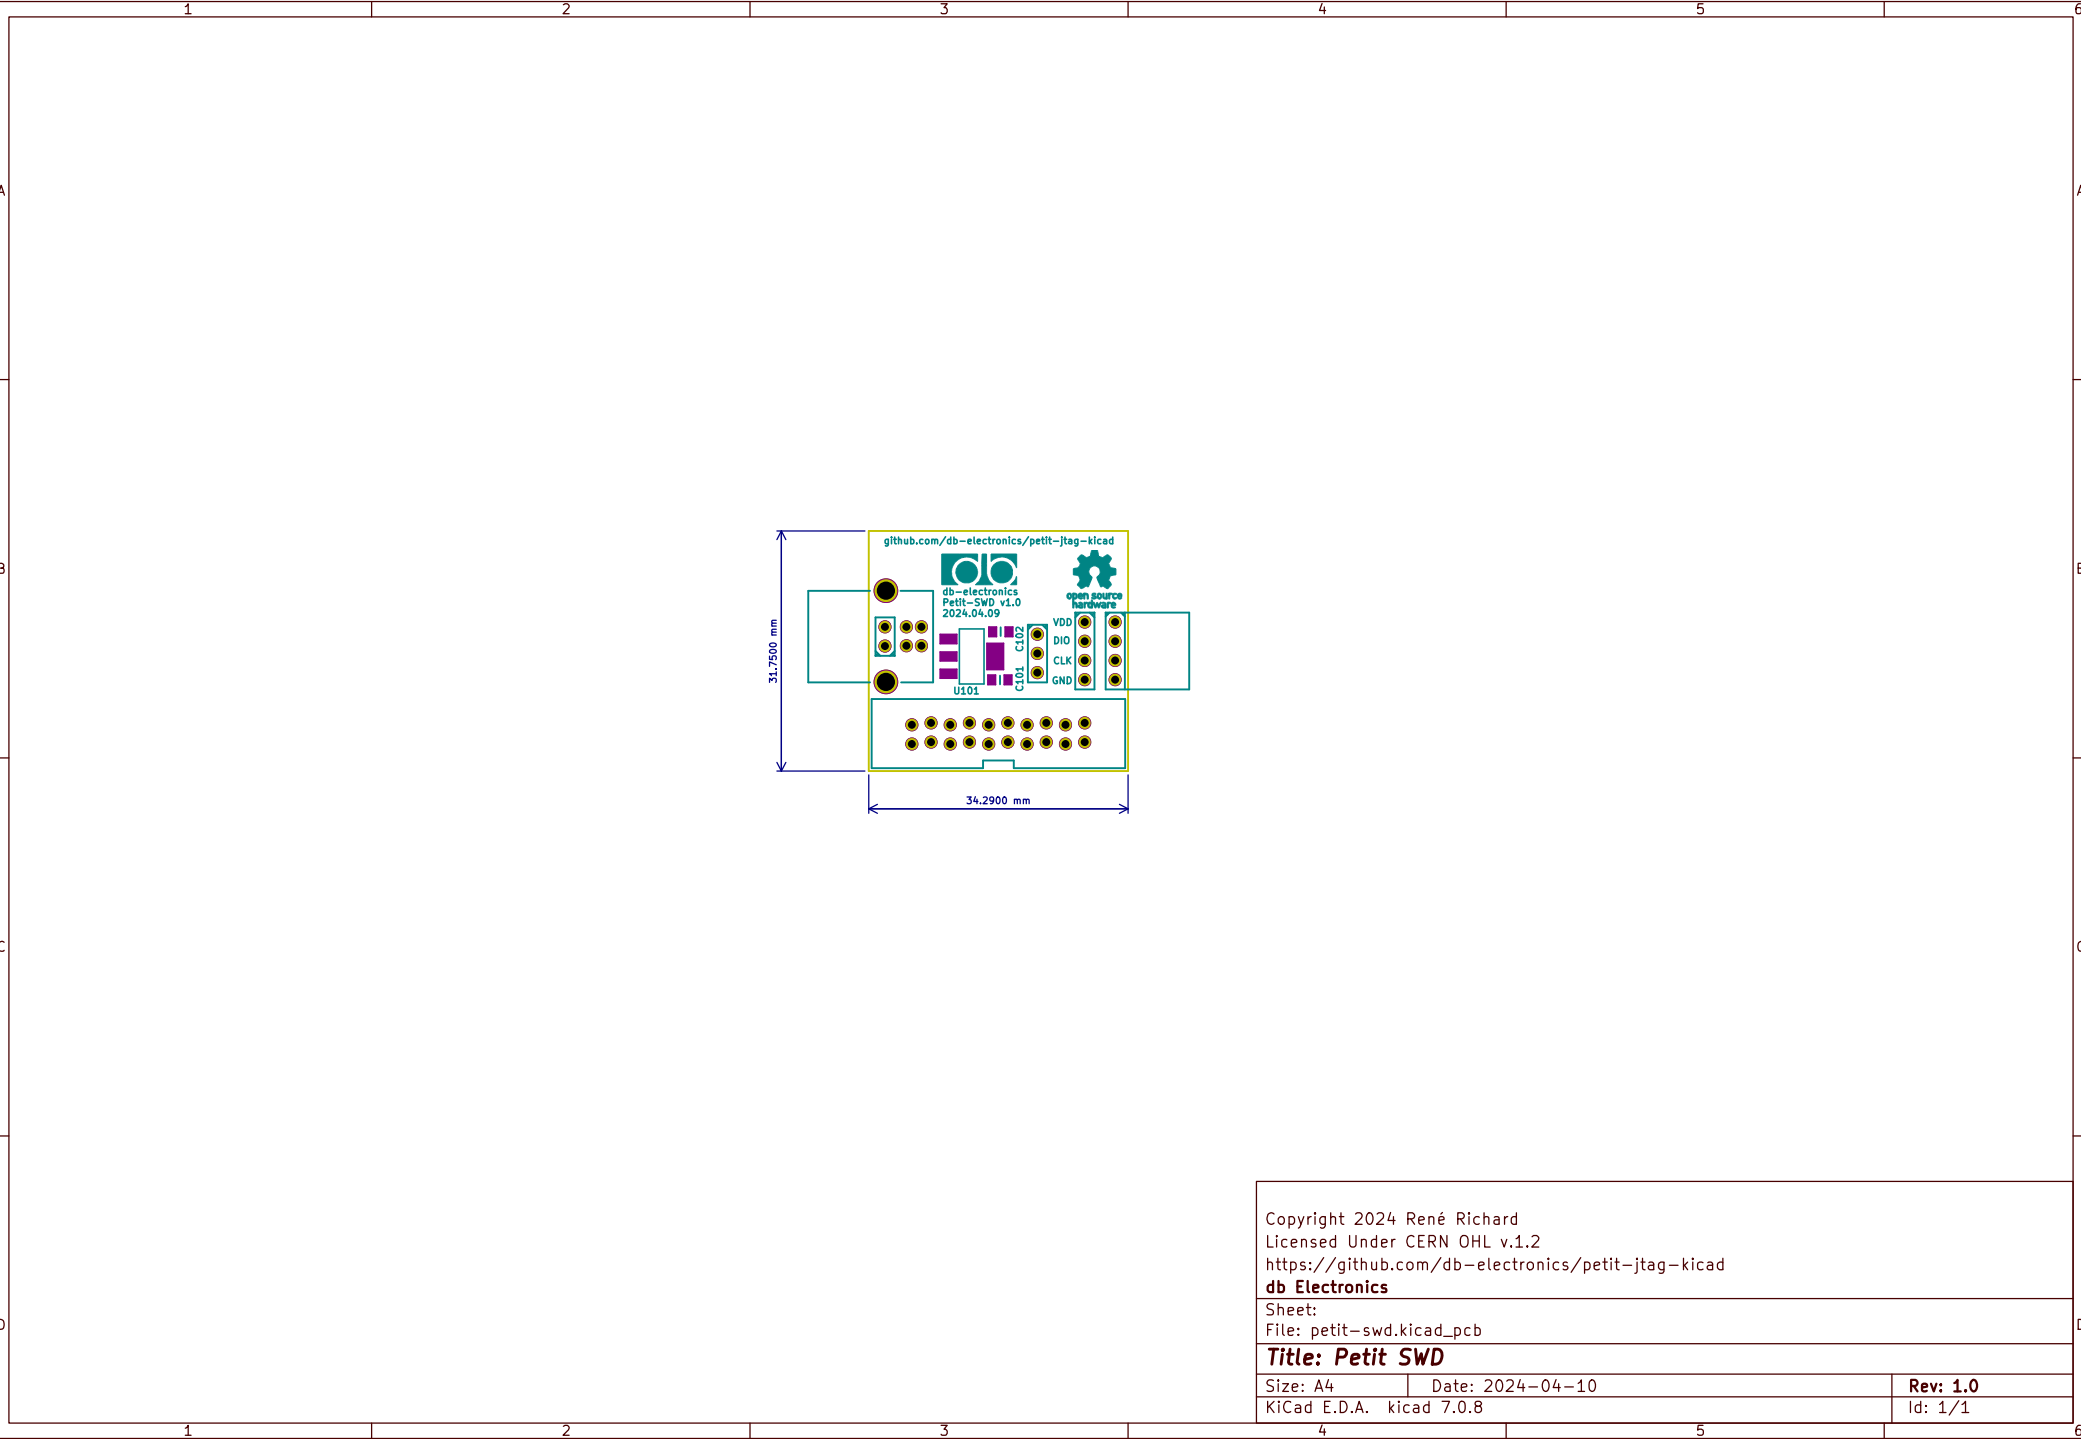 1 2 3 4 5 6
A A
31.7500 mm
github.com/db-electronics/petit-jtag-kicad
db
db-electronics
Petit-SWD v1.0
2024.04.09
open source
hardware
VDD
DIO
CLK
GND
C102
C101
U101
34.2900 mm
B
C
D
Copyright 2024 René Richard
Licensed Under CERN OHL v.1.2
https://github.com/db-electronics/petit-jtag-kicad
db Electronics
Sheet:
File: petit-swd.kicad_pcb
Title: Petit SWD
Size: A4 Date: 2024-04-10 Rev: 1.0
KiCad E.D.A. kicad 7.0.8 Id: 1/1
1 2 3 4 5 6